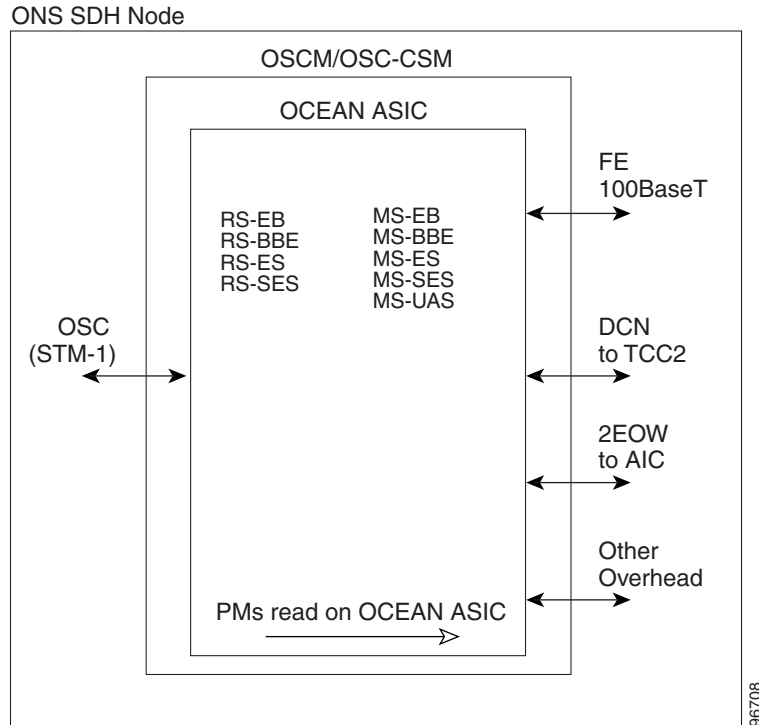 ONS SDH Node
OSCM/OSC-CSM
OCEAN ASIC
FE
100BaseT
RS-EB
RS-BBE
RS-ES
RS-SES
MS-EB
MS-BBE
MS-ES
MS-SES
MS-UAS
OSC
(STM-1)
DCN
to TCC2
2EOW
to AIC
Other
Overhead
PMs read on OCEAN ASIC
96708